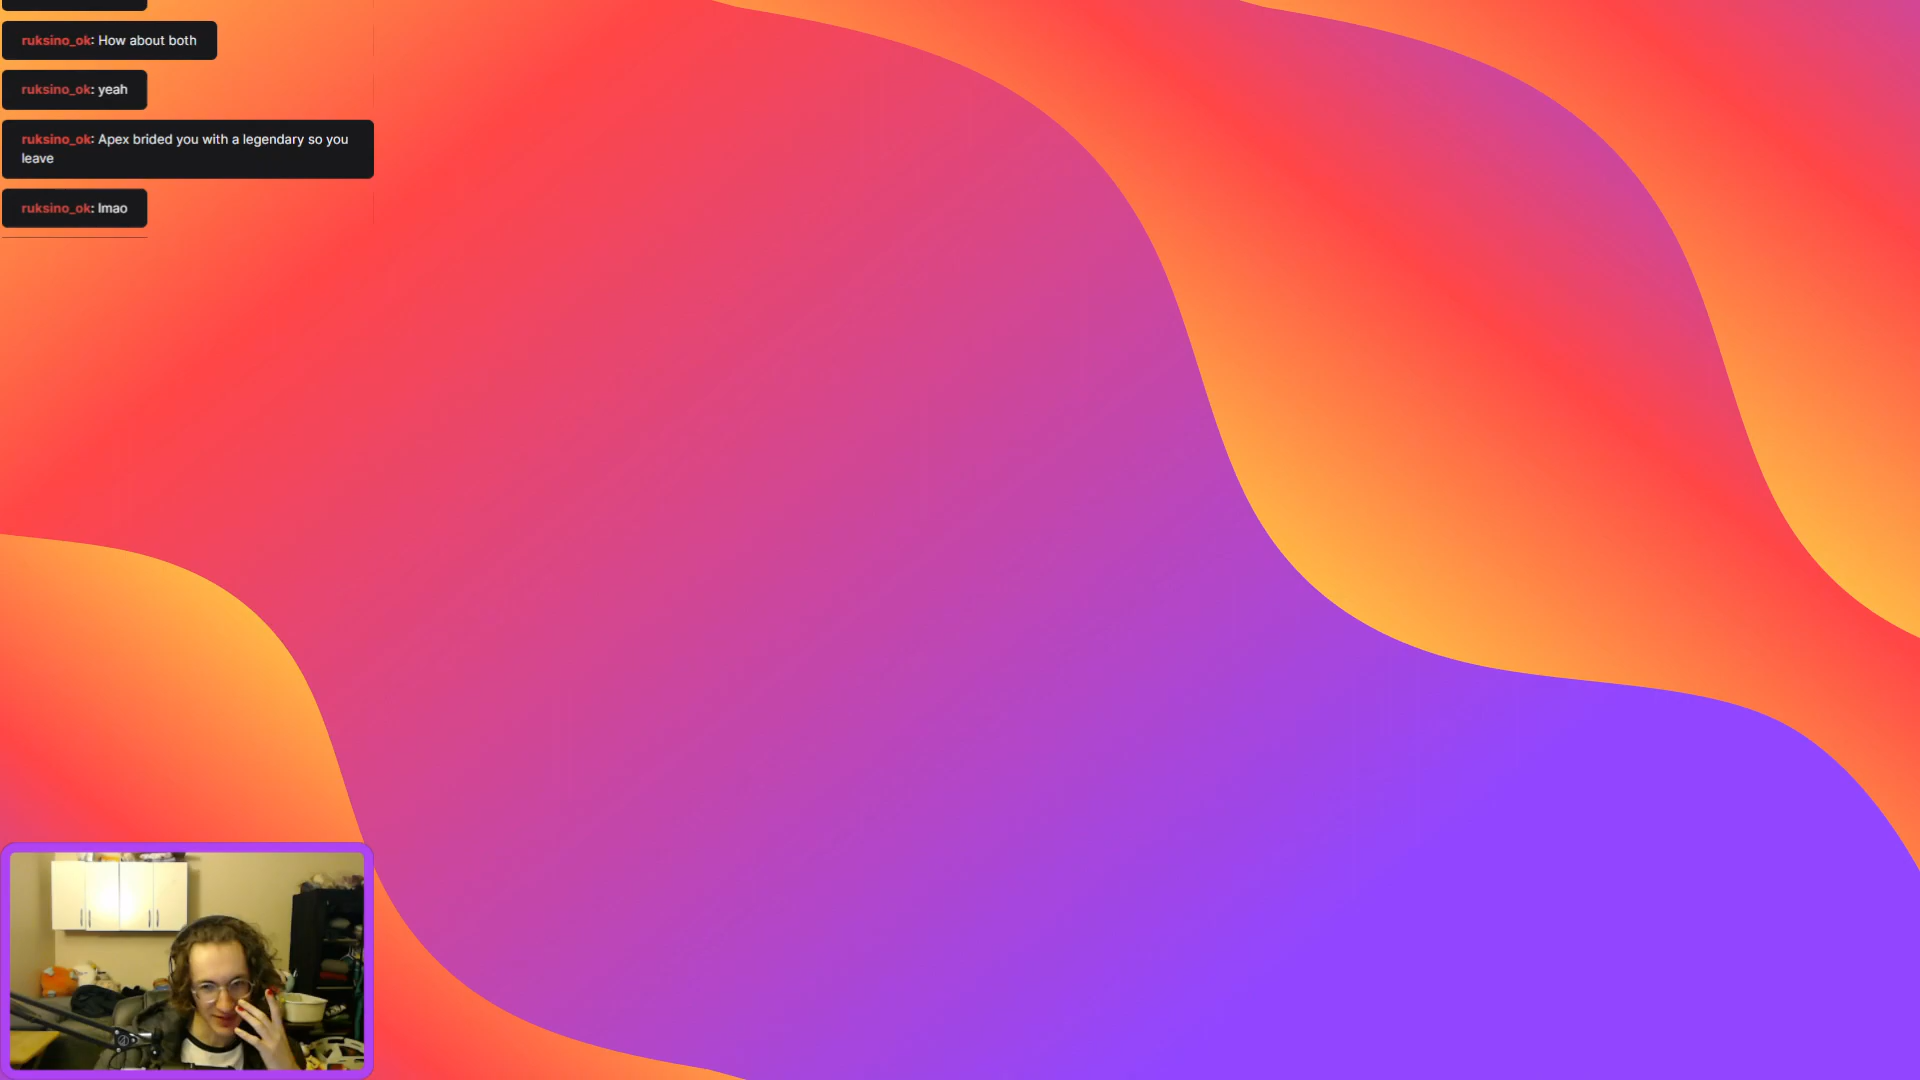 ruksino_ok: How about both
ruksino_ok: yeah
ruksino_ok: Apex brided you with a legendary so you
leave
ruksino_ok: lmao